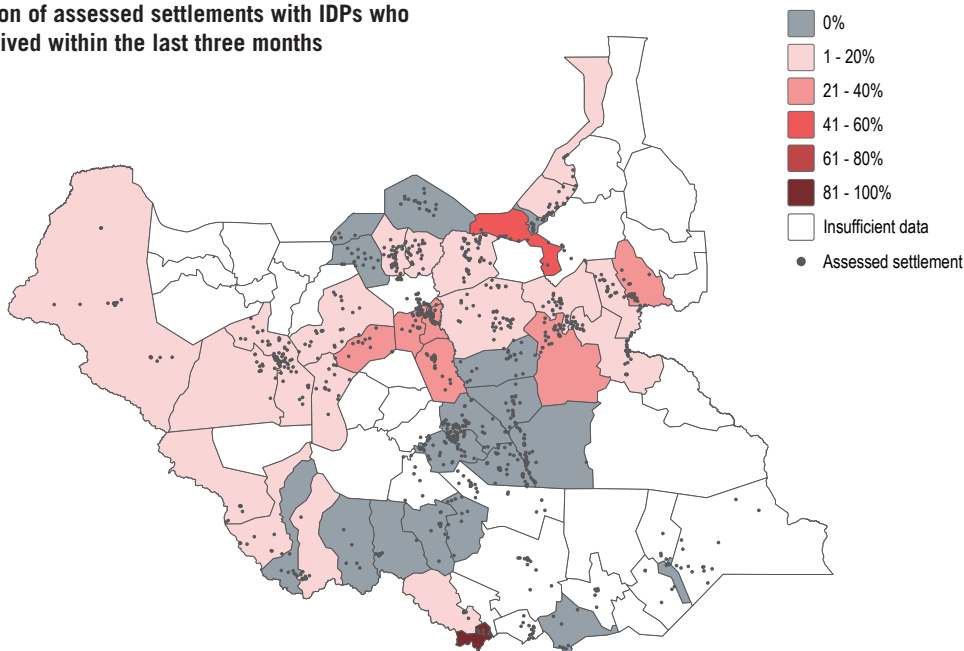 on of assessed settlements with IDPs who
ived within the last three months
0%
1 - 20%
21 - 40%
41 - 60%
61 - 80%
81 - 100%
Insufficient data
Assessed settlement